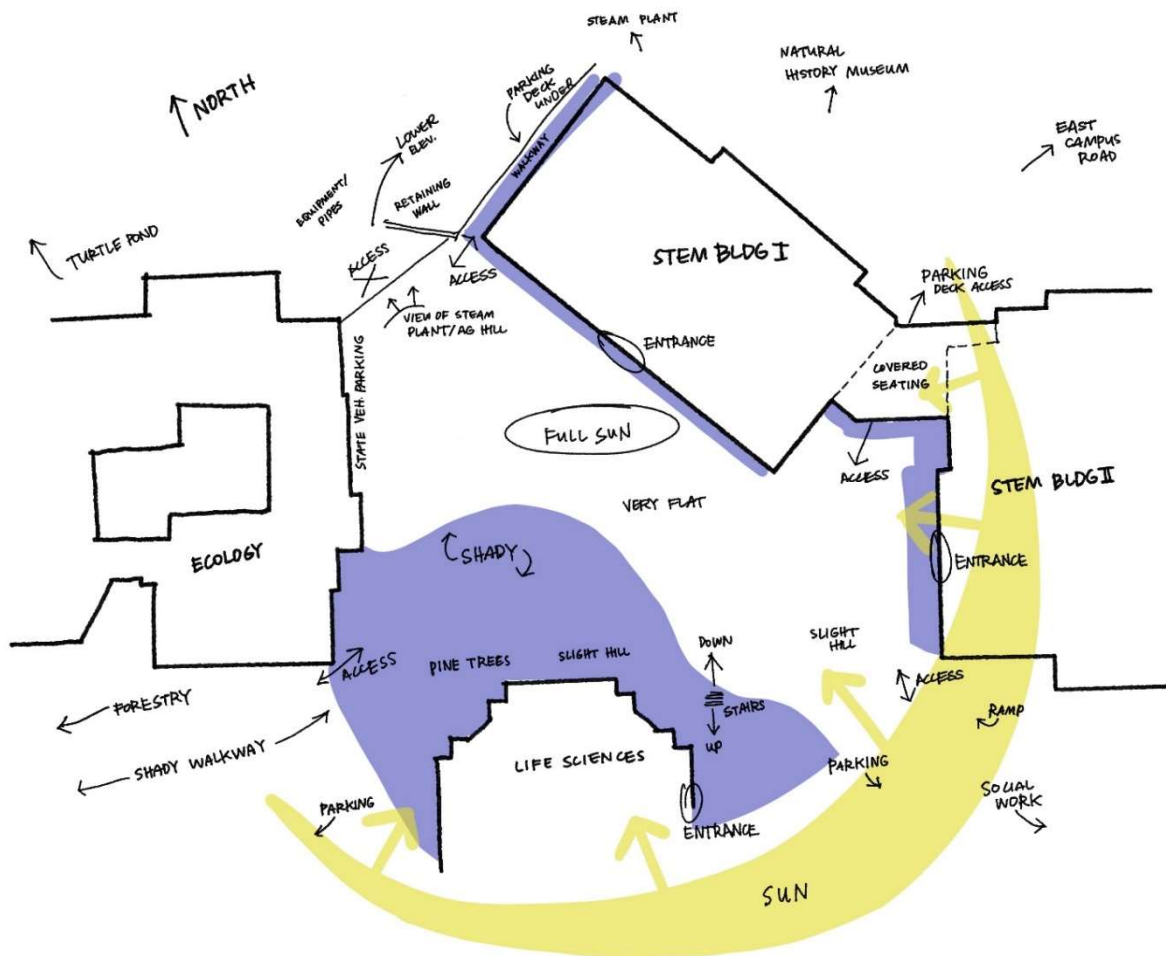 STEAM PLANT
NATURAL
HISTORY MUSEUM
NORTH
PARKING
DECK
UNDER
EAST
CAMPUS
ROAD
LOWER
ELEV.
WALKWAY
RETAINING
WALL
EQUIPMENT/
PIPES
TURTLE POND
ACCESS
ACCESS
STEM BLDG I
PARKING
DECK ACCESS
VIEW OF STEAM
PLANT/AG HILL
ENTRANCE
COVERED
SEATING
STATE VEH. PARKING
FULL SUN
ACCESS
STEM BLDG II
VERY FLAT
ECOLOGY
SHADY
ENTRANCE
DOWN
SLIGHT
HILL
ACCESS
PINE TREES
SLIGHT HILL
ACCESS
STAIRS
UP
RAMP
FORESTRY
SHADY WALKWAY
LIFE SCIENCES
PARKING
SOCIAL
WORK
PARKING
ENTRANCE
SUN